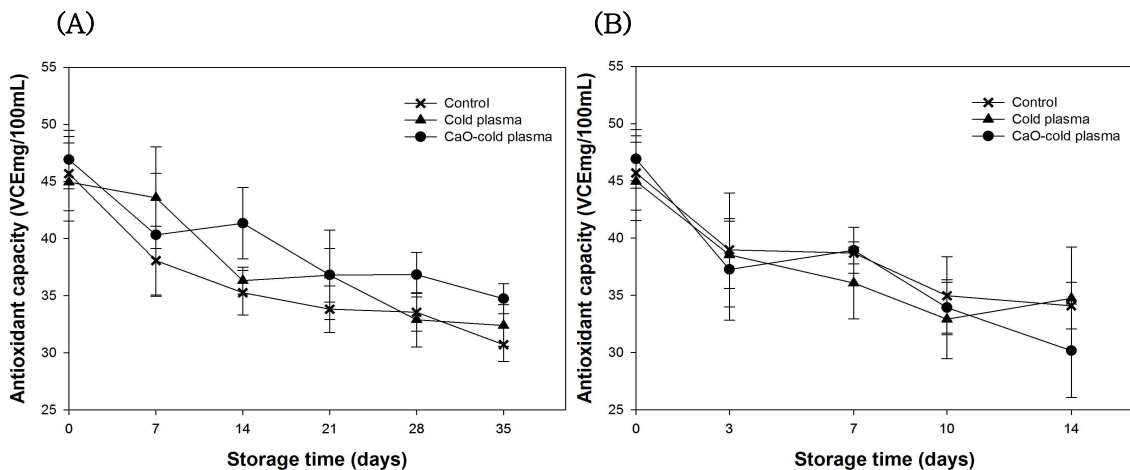 (A)
Antioxidant capacity (VCEmg/100mL)
55
50
45
40
35
30
25
Control
Cold plasma
CaO-cold plasma
0 7 14 21 28 35
Storage time (days)
(B)
Antioxidant capacity (VCEmg/100mL)
55
50
45
40
35
30
25
Control
Cold plasma
CaO-cold plasma
0 3 7 10 14
Storage time (days)